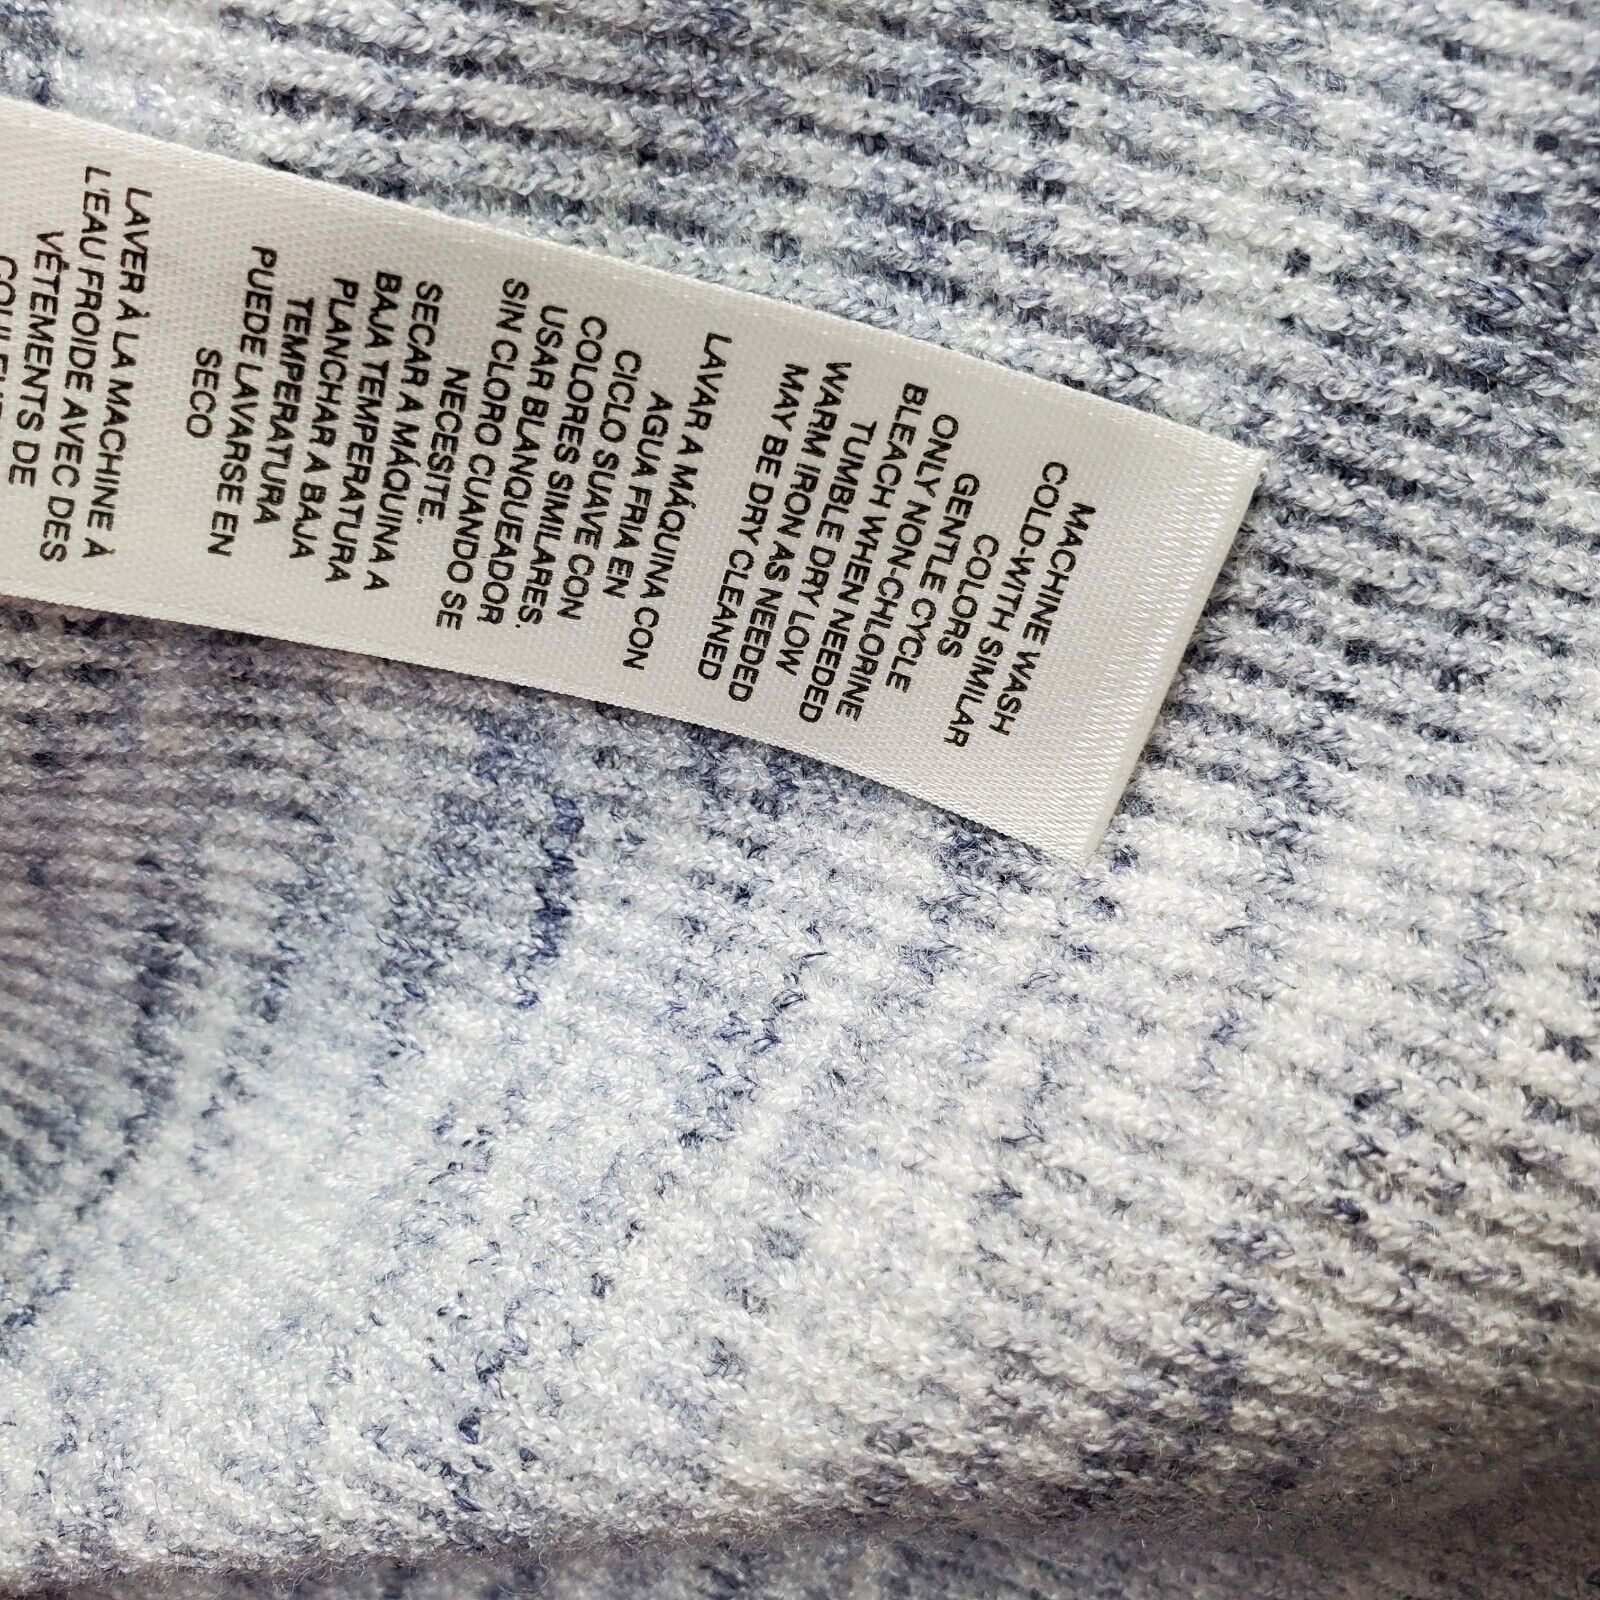 MACHINE WASH
COLD-WITH SIMILAR
COLORS
GENTLE CYCLE
ONLY NON-CHLORINE
BLEACH WHEN NEEDED
TUMBLE DRY LOW
WARM IRON AS NEEDED
MAY BE DRY CLEANED
LAVAR A MÁQUINA CON
AGUA FRIA EN
CICLO SUAVE CON
COLORES SIMILARES.
USAR BLANQUEADOR
SIN CLORO CUANDO SE
NECESITE.
SECAR A MÁQUINA A
BAJA TEMPERATURA
PLANCHAR A BAJA
TEMPERATURA
PUEDE LAVARSE EN
SECO
LAVER À LA MACHINE À
L'EAU FROIDE AVEC DES
VÊTEMENTS DE